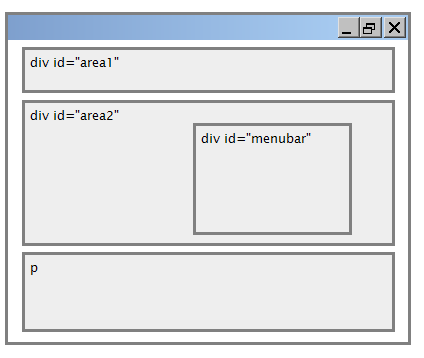 div id="area1"
div id="area2"
div id="menubar"
p